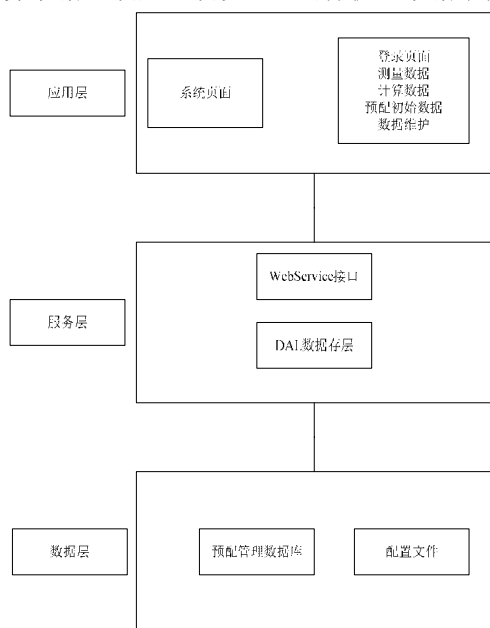 应用层
系统页面
登录页面
测量数据
计算数据
预配初始数据
数据维护
服务层
WebService接口
DAL数据存层
数据层
预配管理数据库
配置文件